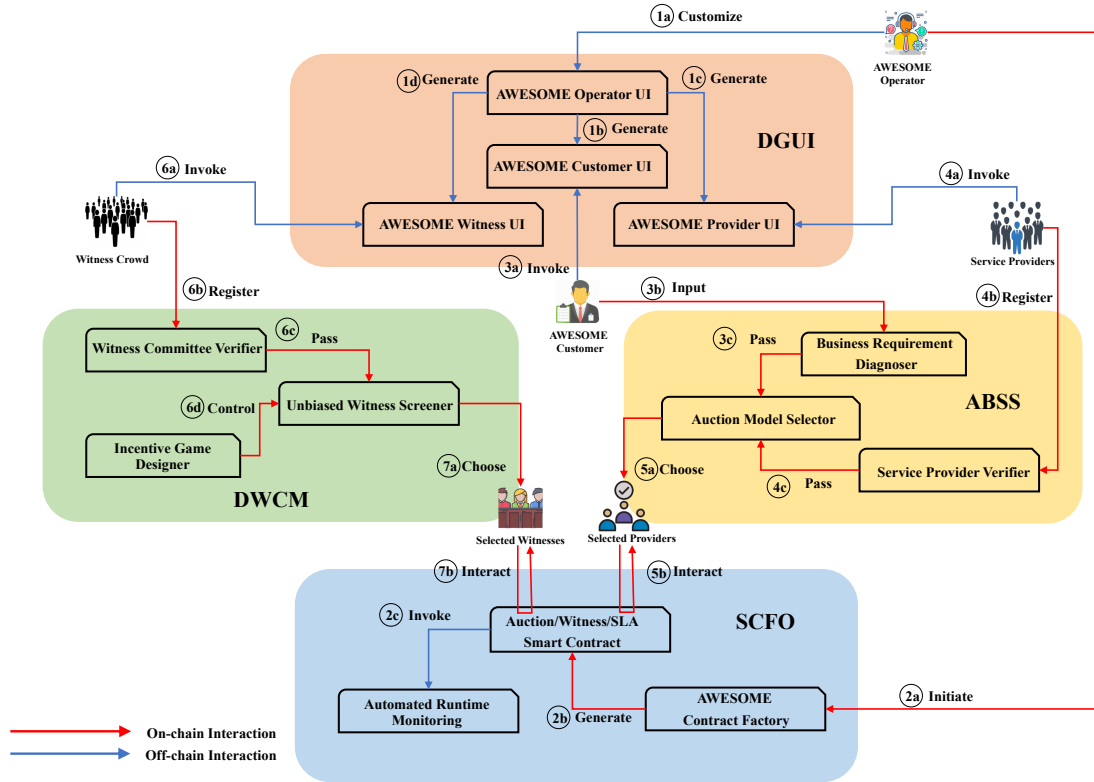 1a Customize
AWESOME
Operator
1d Generate
1c Generate
AWESOME Operator UI
1b Generate
DGUI
AWESOME Customer UI
6a Invoke
4a Invoke
AWESOME Witness UI
AWESOME Provider UI
Witness Crowd
Service Providers
3a Invoke
6b Register
3b Input
4b Register
AWESOME
Customer
6c Pass
Witness Committee Verifier
3c Pass
Business Requirement
Diagnoser
6d Control
Unbiased Witness Screener
ABSS
Auction Model Selector
Incentive Game
Designer
7a Choose
5a Choose
4c Pass
Service Provider Verifier
DWCM
Selected Witnesses
Selected Providers
7b Interact
5b Interact
2c Invoke
Auction/Witness/SLA
Smart Contract
SCFO
Automated Runtime
Monitoring
2b Generate
AWESOME
Contract Factory
2a Initiate
On-chain Interaction
Off-chain Interaction